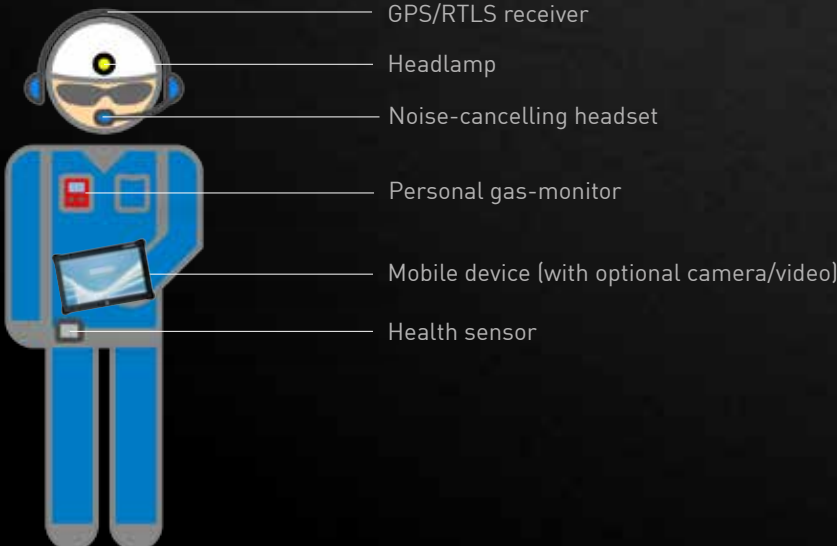 GPS/RTLS receiver
Headlamp
Noise-cancelling headset
Personal gas-monitor
Mobile device (with optional camera/video)
Health sensor